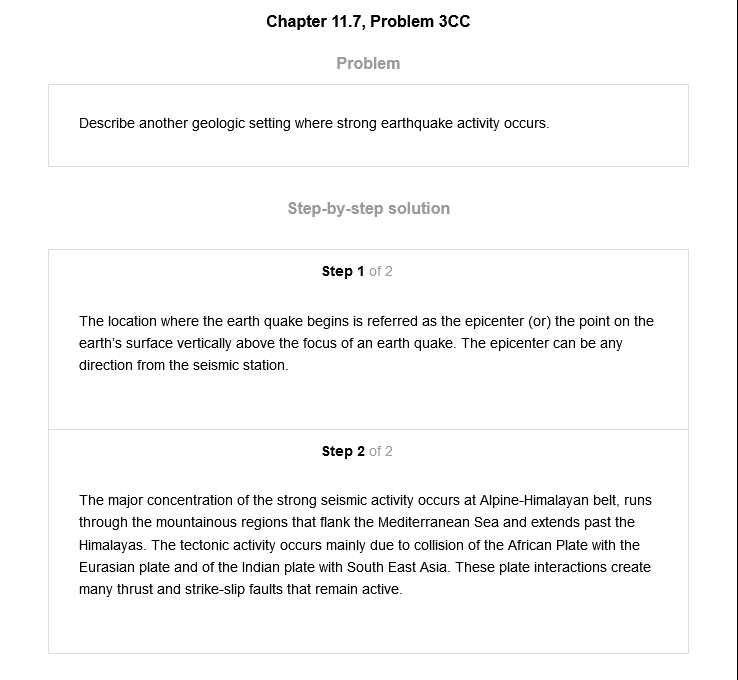 Chapter 11.7, Problem 3CC
Problem
Describe another geologic setting where strong earthquake activity occurs.
Step-by-step solution
Step 1 of 2
The location where the earth quake begins is referred as the epicenter (or) the point on the
earth's surface vertically above the focus of an earth quake. The epicenter can be any
direction from the seismic station.
Step 2 of 2
The major concentration of the strong seismic activity occurs at Alpine-Himalayan belt, runs
through the mountainous regions that flank the Mediterranean Sea and extends past the
Himalayas. The tectonic activity occurs mainly due to collision of the African Plate with the
Eurasian plate and of the Indian plate with South East Asia. These plate interactions create
many thrust and strike-slip faults that remain active.